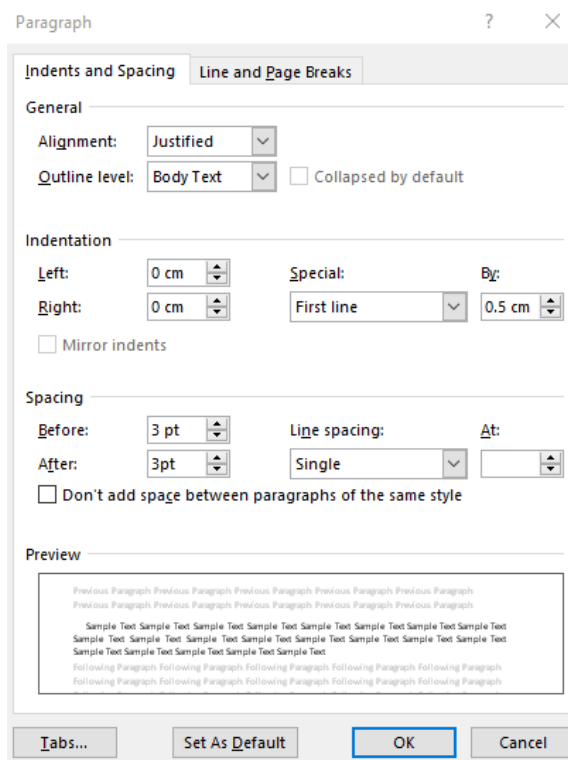 Paragraph ?
Indents and Spacing Line and Page Breaks
General
Alignment: Justified
Outline level: Body Text Collapsed by default
Indentation
Left: 0 cm Special: By:
Right: 0 cm First line 0.5 cm
Mirror indents
Spacing
Before: 3 pt Line spacing: At:
After: 3pt Single
Don't add space between paragraphs of the same style
Preview
Previous Paragraph Previous Paragraph Previous Paragraph Previous Paragraph Previous Paragraph
Previous Paragraph Previous Paragraph Previous Paragraph Previous Paragraph Previous Paragraph
Sample Text Sample Text Sample Text Sample Text Sample Text Sample Text Sample Text Sample Text
Sample Text Sample Text Sample Text Sample Text Sample Text Sample Text Sample Text Sample Text
Sample Text Sample Text Sample Text Sample Text Sample Text
Following Paragraph Following Paragraph Following Paragraph Following Paragraph Following Paragraph
Following Paragraph Following Paragraph Following Paragraph Following Paragraph Following Paragraph
Tabs... Set As Default OK Cancel